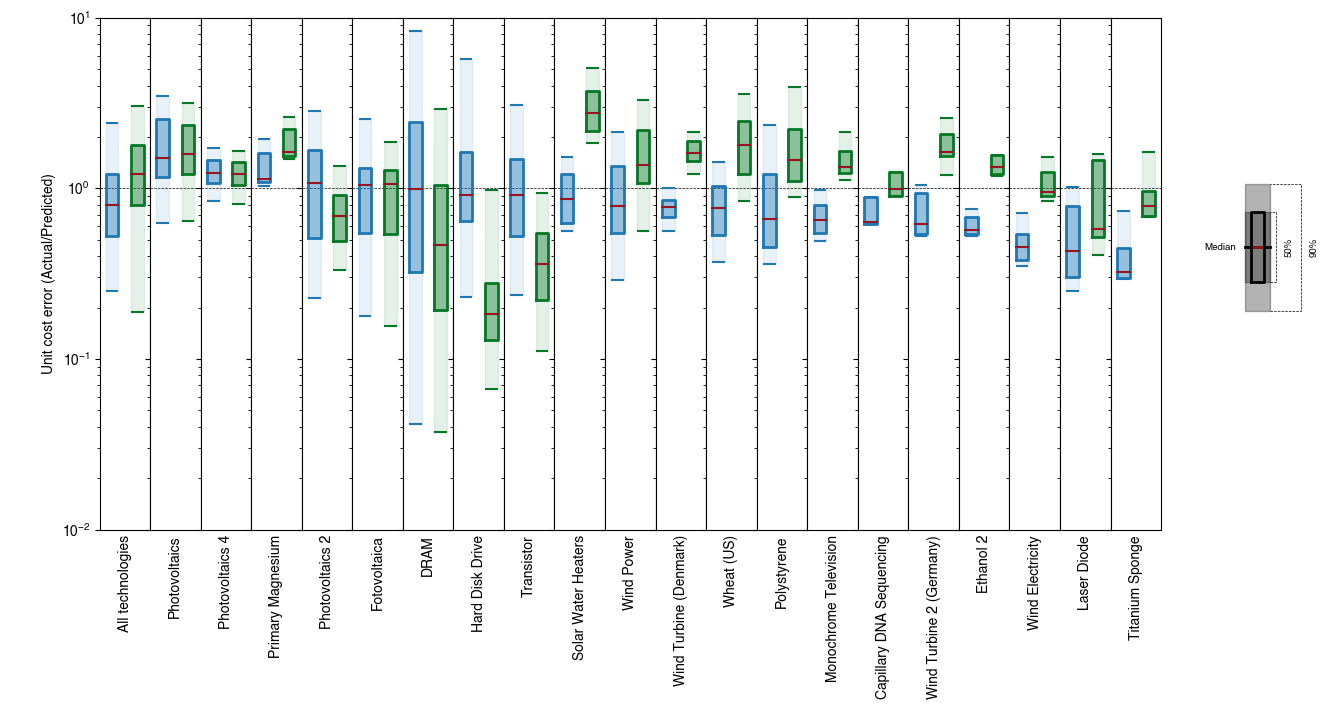 Unit cost error (Actual/Predicted)
10¹
10⁰
10⁻¹
10⁻²
All technologies
Photovoltaics
Photovoltaics 4
Primary Magnesium
Photovotaics 2
Fotovoltaica
DRAM
Hard Disk Drive
Transistor
Solar Water Heaters
Wind Power
Wind Turbine (Denmark)
Wheat (US)
Polystyrene
Monochrome Television
Capillary DNA Sequencing
Wind Turbine 2 (Germany)
Ethanol 2
Wind Electricity
Laser Diode
Titanium Sponge
Median
50%
90%